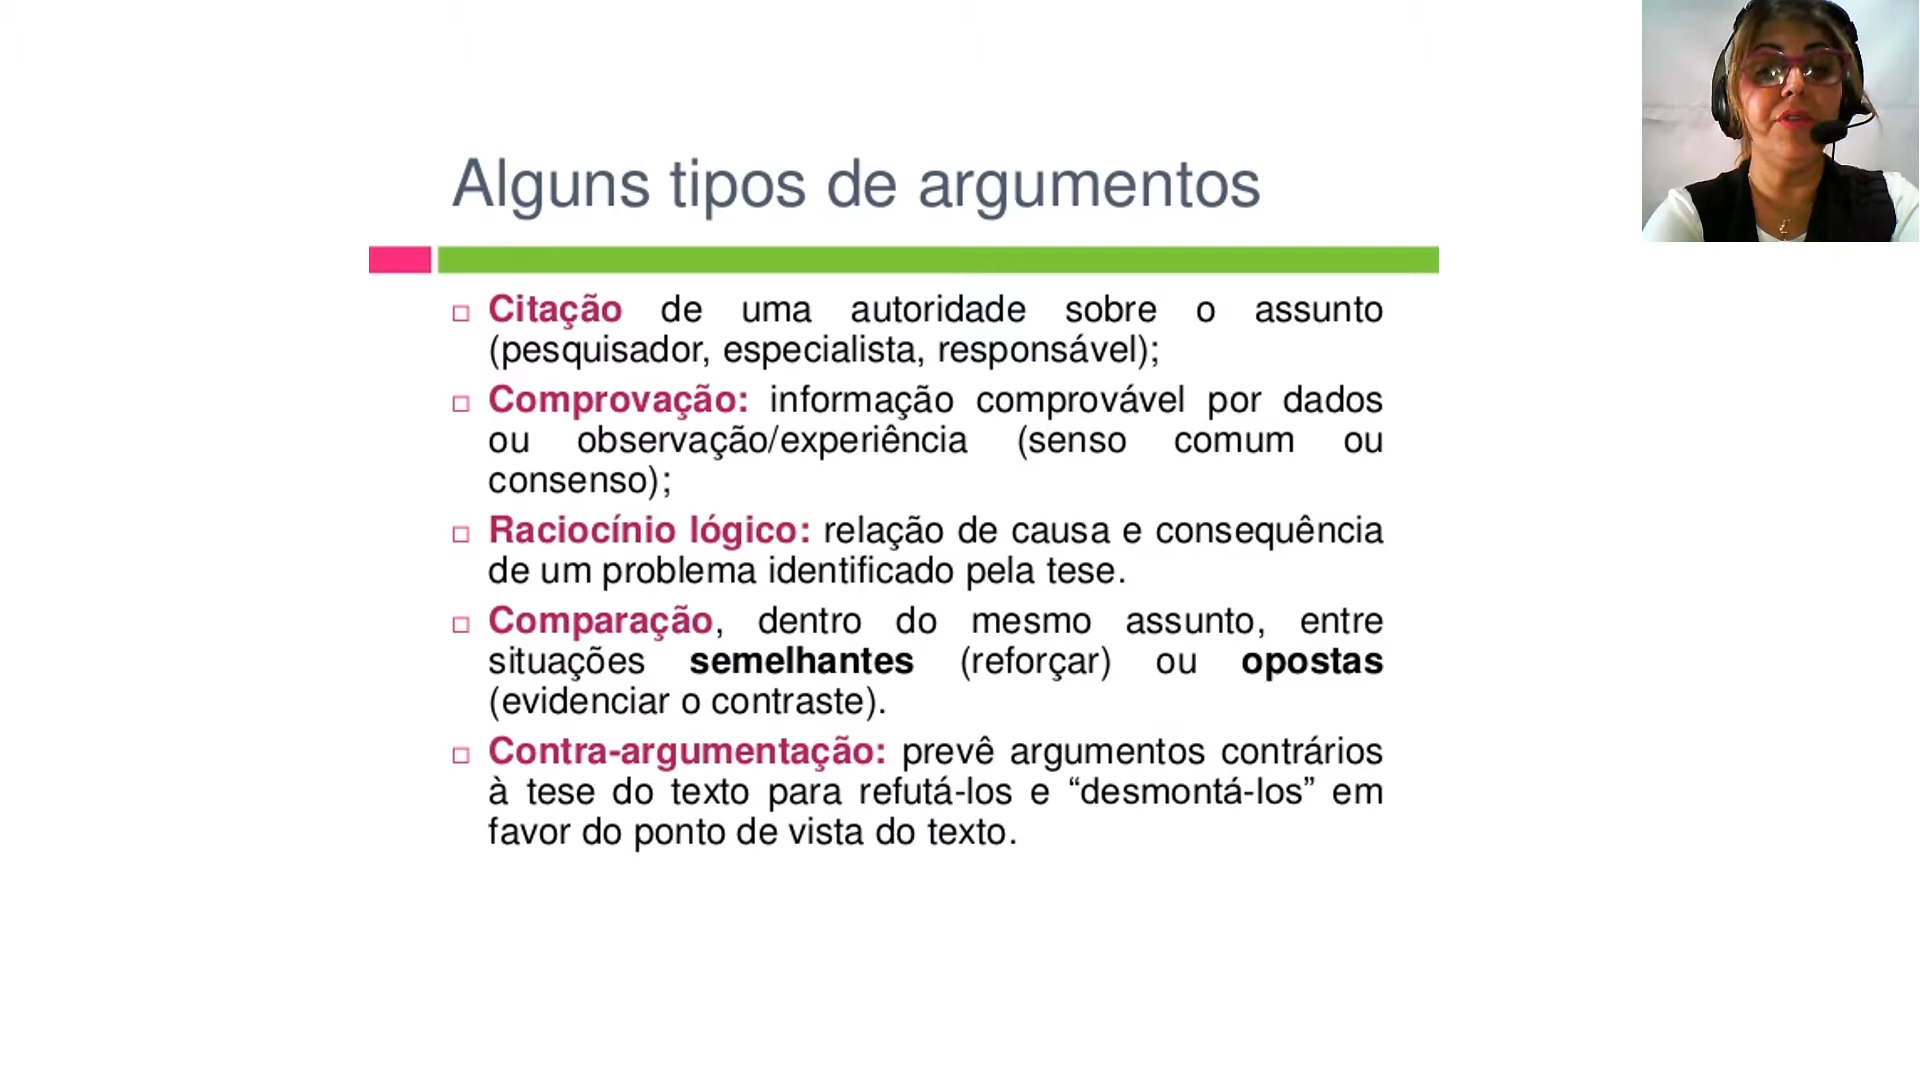 Alguns tipos de argumentos
Citação de uma autoridade sobre o assunto
(pesquisador, especialista, responsável);
Comprovação: informação comprovável por dados
ou observação/experiência (senso comum ou
consenso);
Raciocínio lógico: relação de causa e consequência
de um problema identificado pela tese.
Comparação, dentro do mesmo assunto, entre
situações semelhantes (reforçar) ou opostas
(evidenciar o contraste).
Contra-argumentação: prevê argumentos contrários
à tese do texto para refutá-los e “desmontá-los” em
favor do ponto de vista do texto.